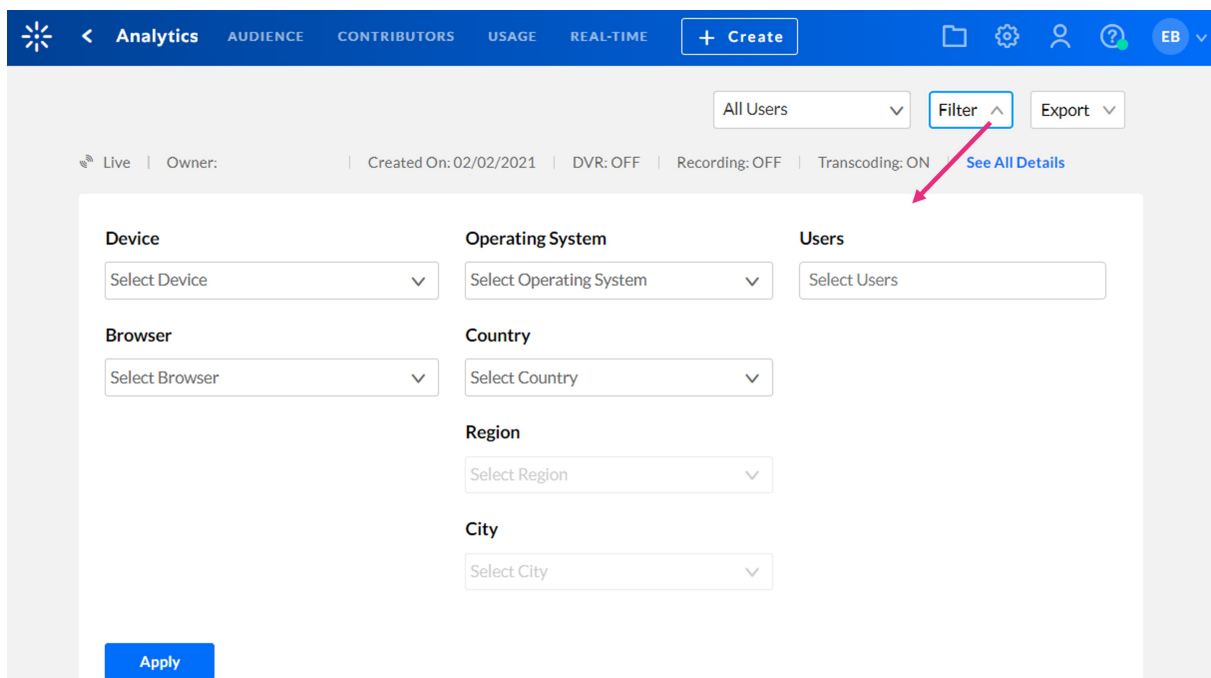 Analytics AUDIENCE CONTRIBUTORS USAGE REAL-TIME + Create EB
All Users Filter Export
Live | Owner: | Created On: 02/02/2021 | DVR: OFF | Recording: OFF | Transcoding: ON | See All Details
Device Operating System Users
Select Device Select Operating System Select Users
Browser Country
Select Browser Select Country
Region
Select Region
City
Select City
Apply